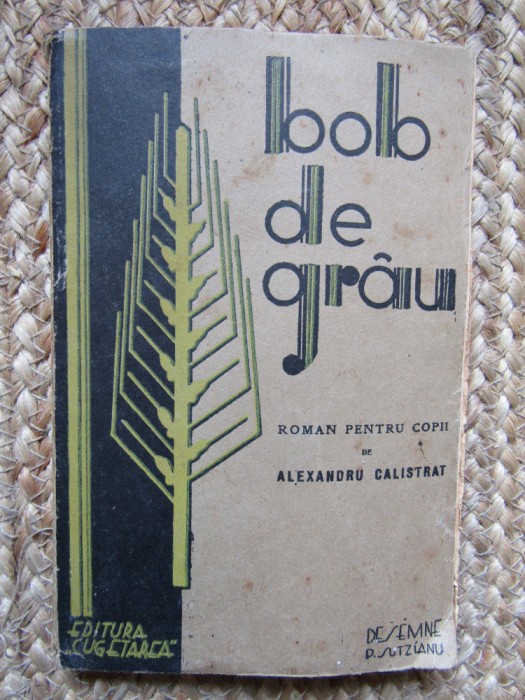 bob
de
grâu
ROMAN PENTRU COPII
DE
ALEXANDRU CALISTRAT
EDITURA
„CUGETAREA“
DESEMNE
D. SUTZIANU